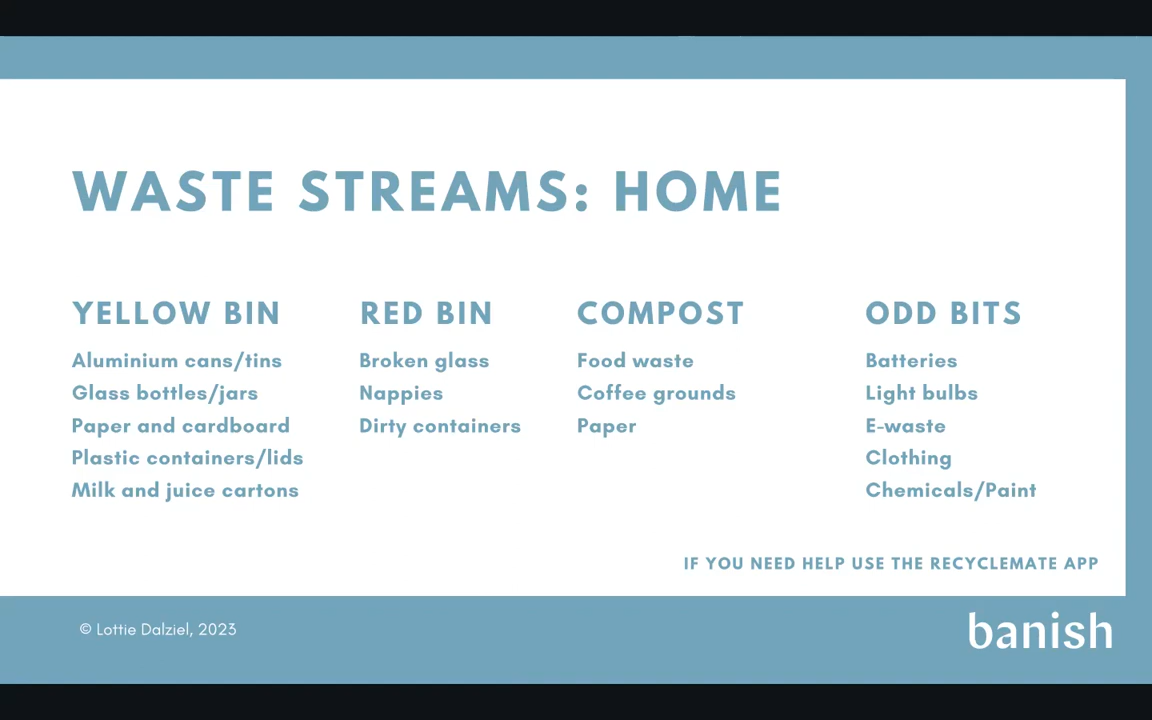 WASTE STREAMS: HOME
YELLOW BIN
Aluminium cans/tins
Glass bottles/jars
Paper and cardboard
Plastic containers/lids
Milk and juice cartons
RED BIN
Broken glass
Nappies
Dirty containers
COMPOST
Food waste
Coffee grounds
Paper
ODD BITS
Batteries
Light bulbs
E-waste
Clothing
Chemicals/Paint
IF YOU NEED HELP USE THE RECYCLEMATE APP
© Lottie Dalziel, 2023
banish